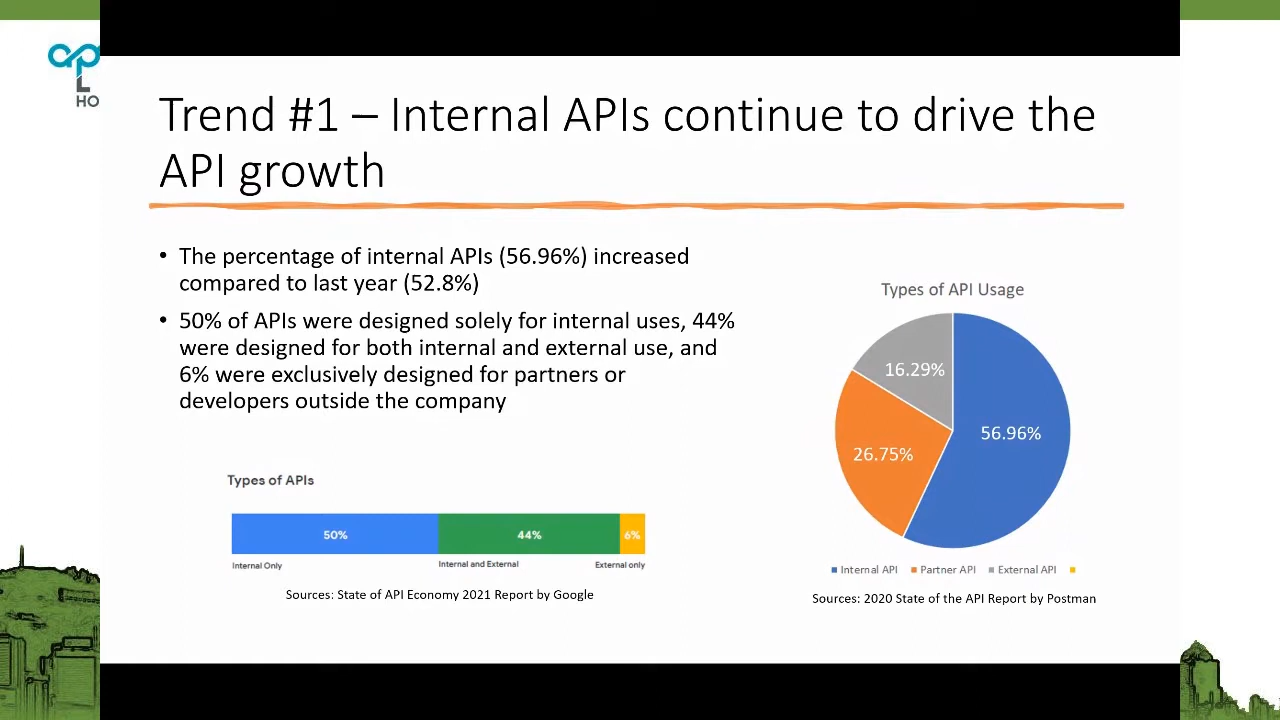 ap
L
HO
Trend #1 – Internal APIs continue to drive the
API growth
• The percentage of internal APIs (56.96%) increased
compared to last year (52.8%)
• 50% of APIs were designed solely for internal uses, 44%
were designed for both internal and external use, and
6% were exclusively designed for partners or
developers outside the company
Types of APIs
50% 44% 6%
Internal Only Internal and External External only
Sources: State of API Economy 2021 Report by Google
Types of API Usage
16.29%
56.96%
26.75%
Internal API Partner API External API
Sources: 2020 State of the API Report by Postman